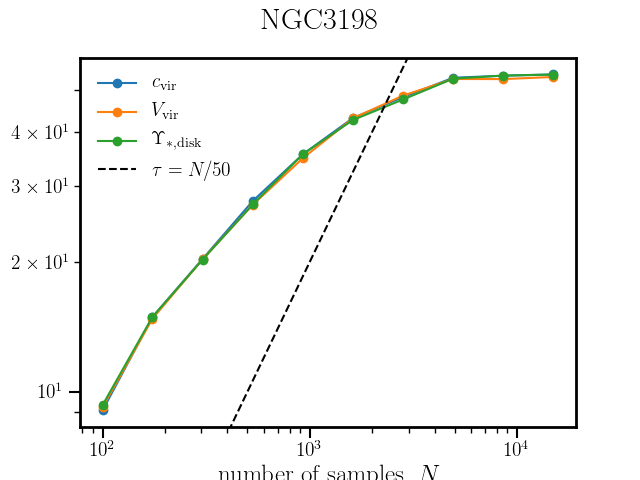 NGC3198
c_vir
V_vir
Υ_{*,disk}
τ = N/50
4 × 10^1
3 × 10^1
2 × 10^1
10^1
10^2 10^3 10^4
number of samples N